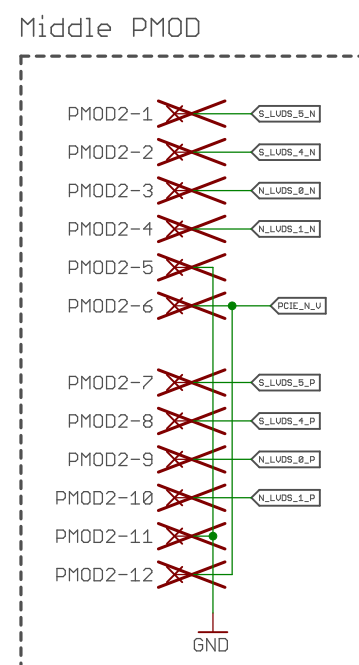 Middle PMOD
PMOD2-1 S_LVDS_5_N
PMOD2-2 S_LVDS_4_N
PMOD2-3 N_LVDS_0_N
PMOD2-4 N_LVDS_1_N
PMOD2-5
PMOD2-6 PCIE_N_V
PMOD2-7 S_LVDS_5_P
PMOD2-8 S_LVDS_4_P
PMOD2-9 N_LVDS_0_P
PMOD2-10 N_LVDS_1_P
PMOD2-11
PMOD2-12
GND